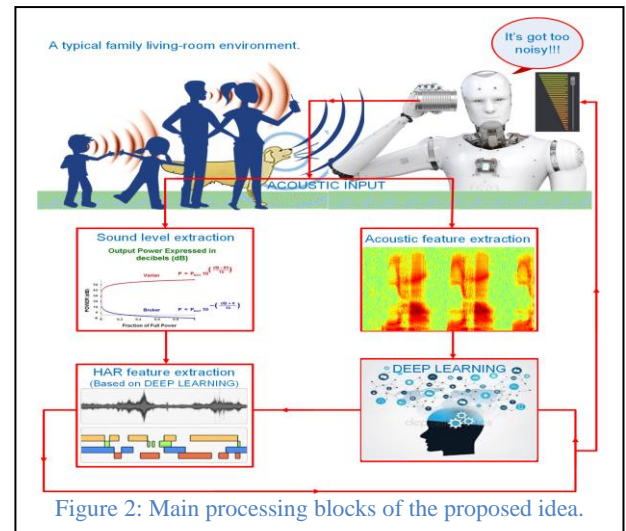 A typical family living-room environment.
It's got too
noisy!!!
ACOUSTIC INPUT
Sound level extraction
Output Power Expressed in
decibels (dB)
Fraction of Full Power
POWER (dB)
Acoustic feature extraction
HAR feature extraction
(Based on DEEP LEARNING)
DEEP LEARNING
Figure 2: Main processing blocks of the proposed idea.